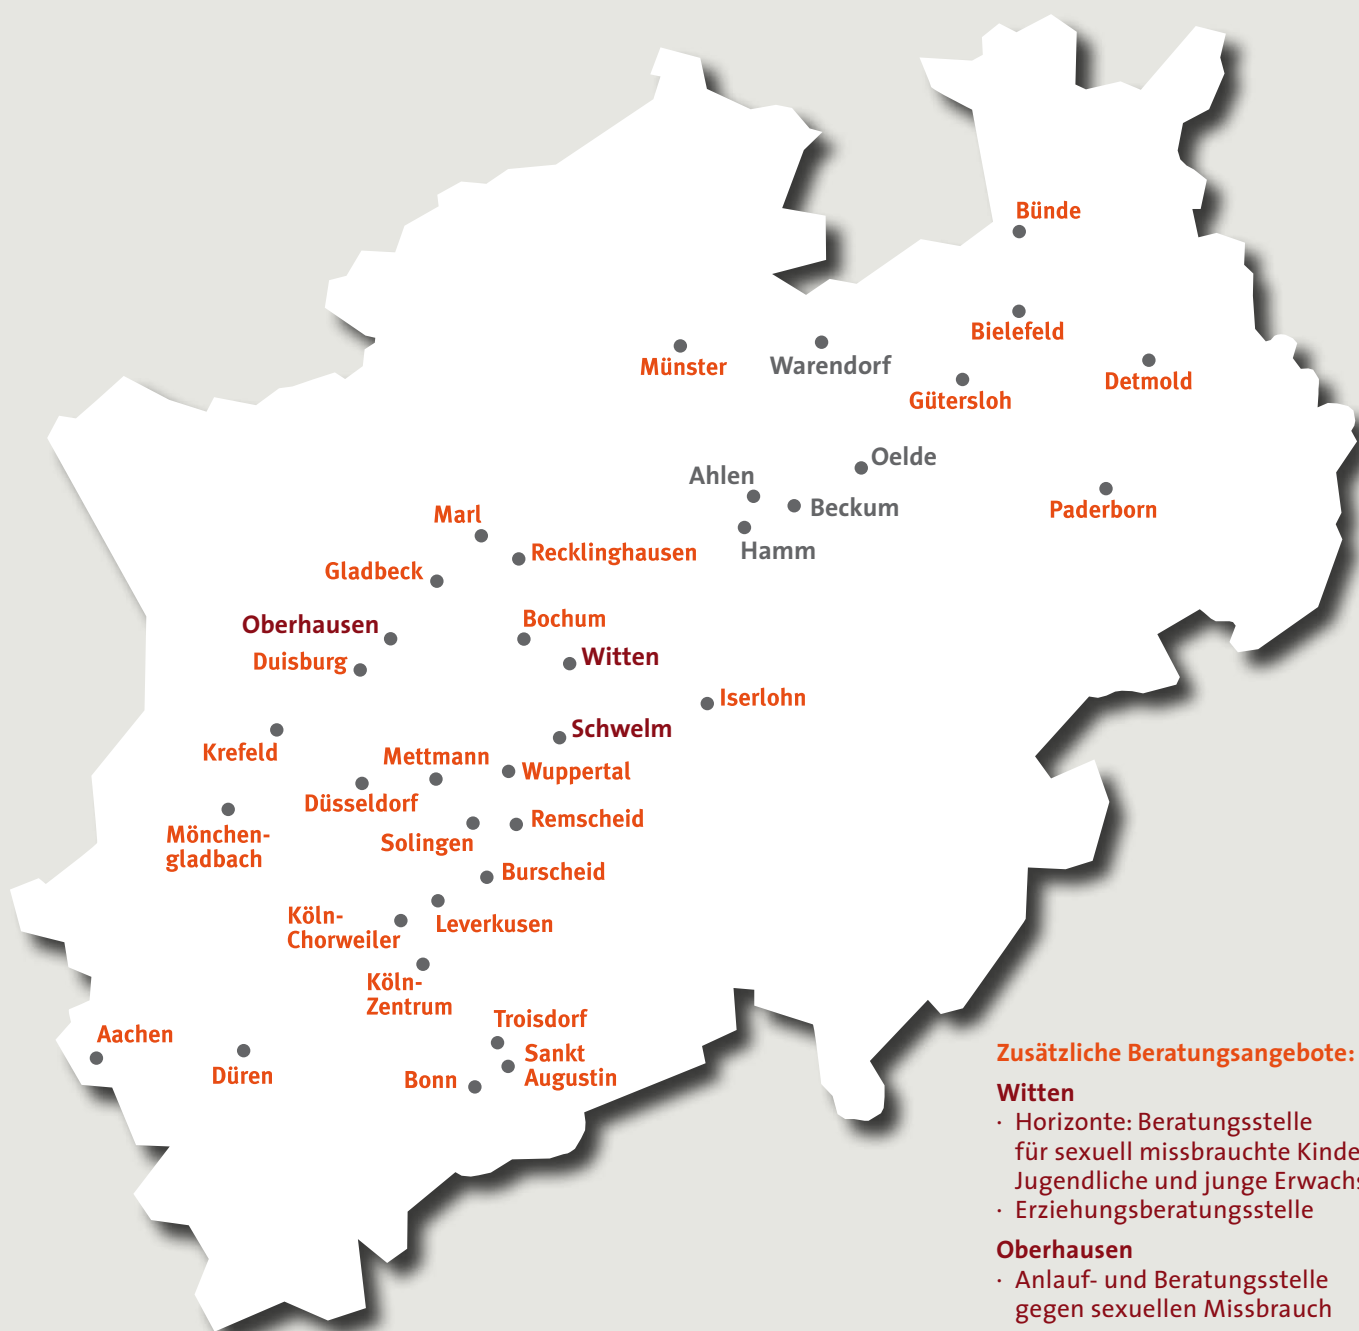 Bünde
Bielefeld
Münster
Warendorf
Detmold
Gütersloh
Oelde
Ahlen
Beckum
Paderborn
Marl
Hamm
Recklinghausen
Gladbeck
Oberhausen
Bochum
Duisburg
Witten
Iserlohn
Schwelm
Krefeld
Mettmann
Wuppertal
Düsseldorf
Mönchen-
gladbach
Solingen
Remscheid
Burscheid
Köln-
Chorweiler
Leverkusen
Köln-
Zentrum
Troisdorf
Aachen
Sankt
Augustin
Düren
Bonn
Zusätzliche Beratungsangebote:
Witten
· Horizonte: Beratungsstelle
für sexuell missbrauchte Kinde
Jugendliche und junge Erwachs
· Erziehungsberatungsstelle
Oberhausen
· Anlauf- und Beratungsstelle
gegen sexuellen Missbrauch